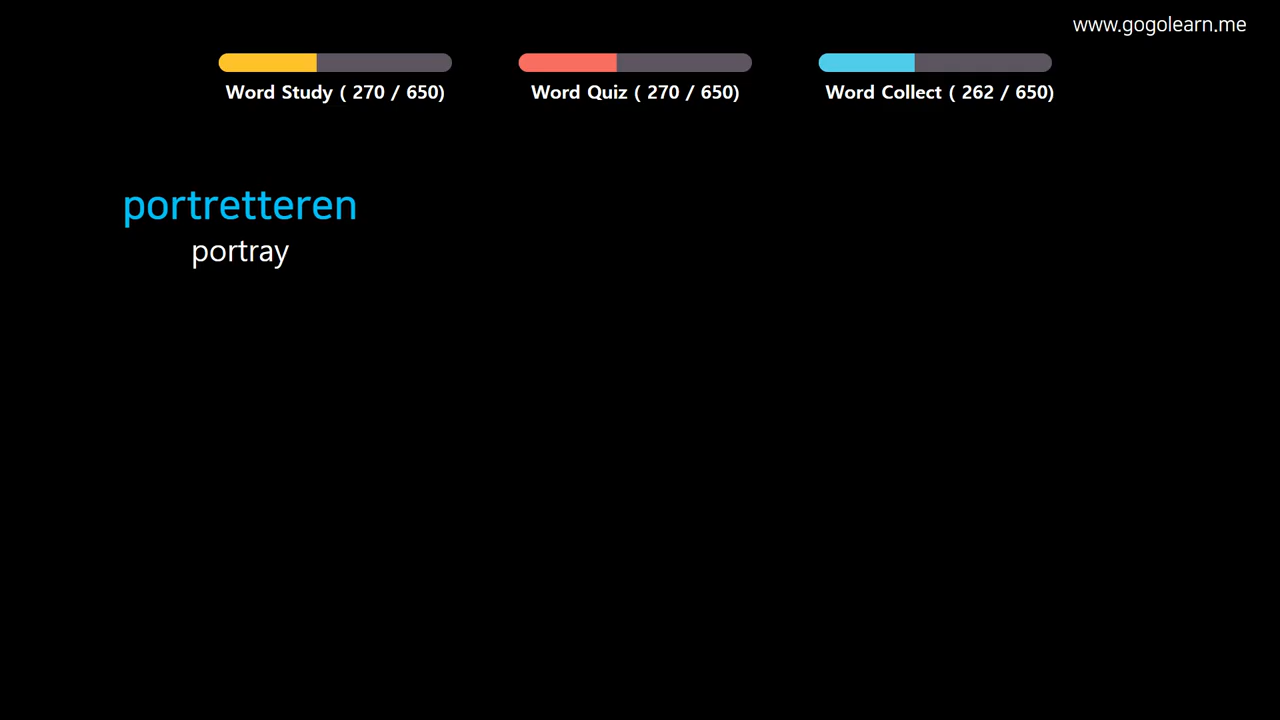 www.gogolearn.me
Word Study ( 270 / 650)
Word Quiz ( 270 / 650)
Word Collect ( 262 / 650)
portretteren
portray